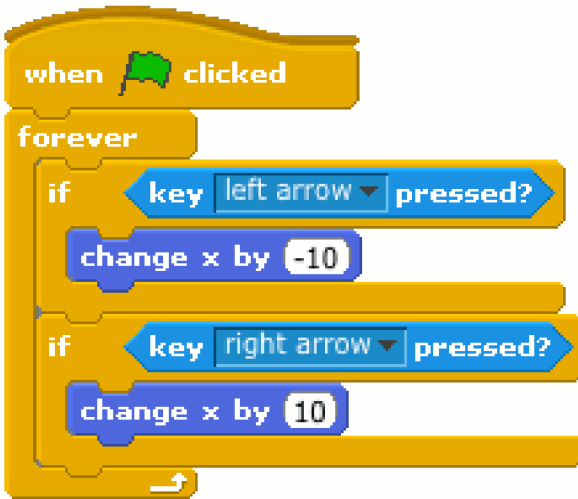 when clicked
forever
if key left arrow pressed?
change x by -10
if key right arrow pressed?
change x by 10